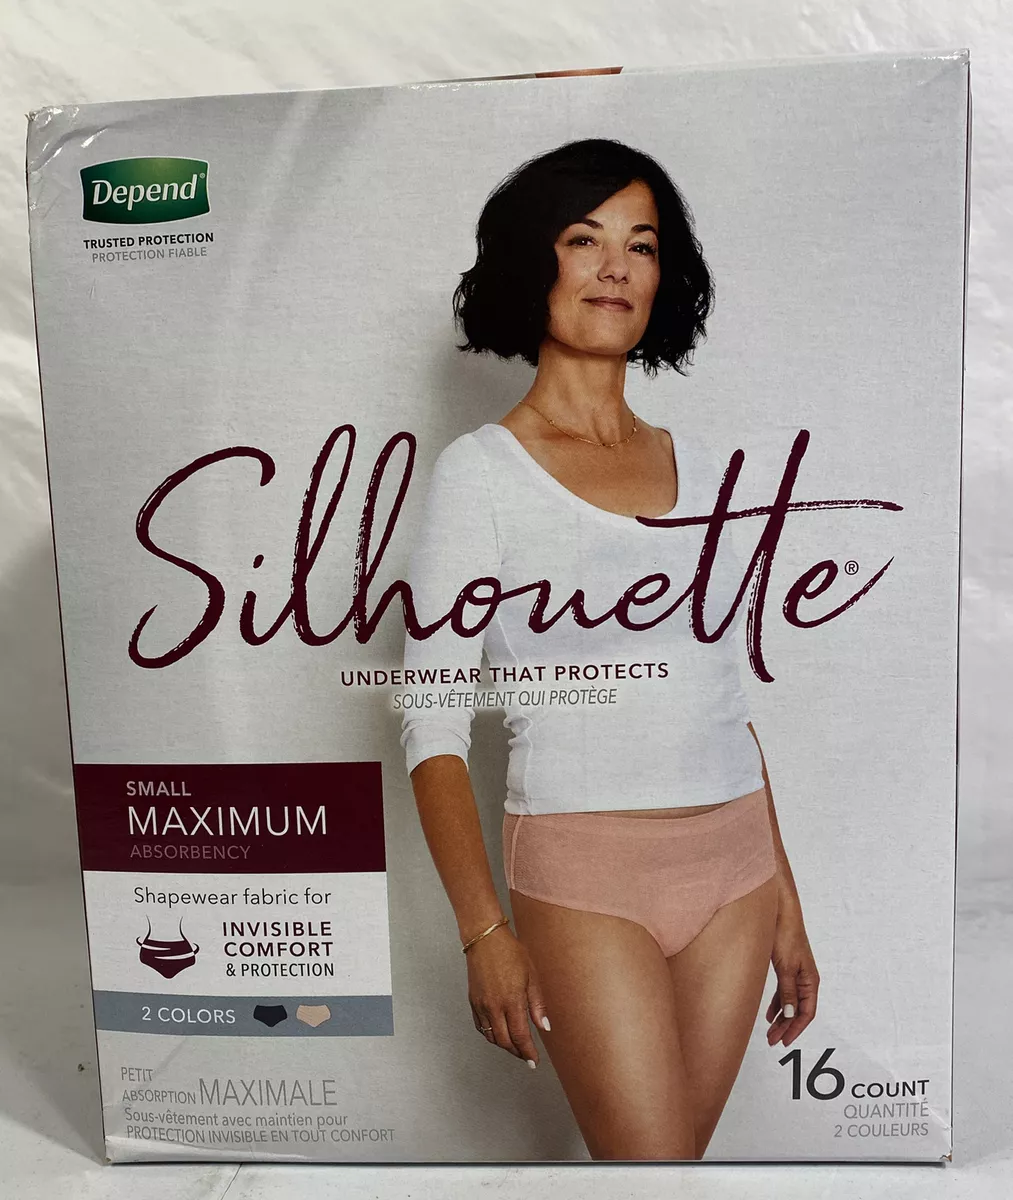 Depend®
TRUSTED PROTECTION
PROTECTION FIABLE
Silhouette®
UNDERWEAR THAT PROTECTS
SOUS-VÊTEMENT QUI PROTÈGE
SMALL
MAXIMUM
ABSORBENCY
Shapewear fabric for
INVISIBLE
COMFORT
& PROTECTION
2 COLORS
PETIT
ABSORPTION MAXIMALE
Sous-vêtement avec maintien pour
PROTECTION INVISIBLE EN TOUT CONFORT
16 COUNT
QUANTITÉ
2 COULEURS